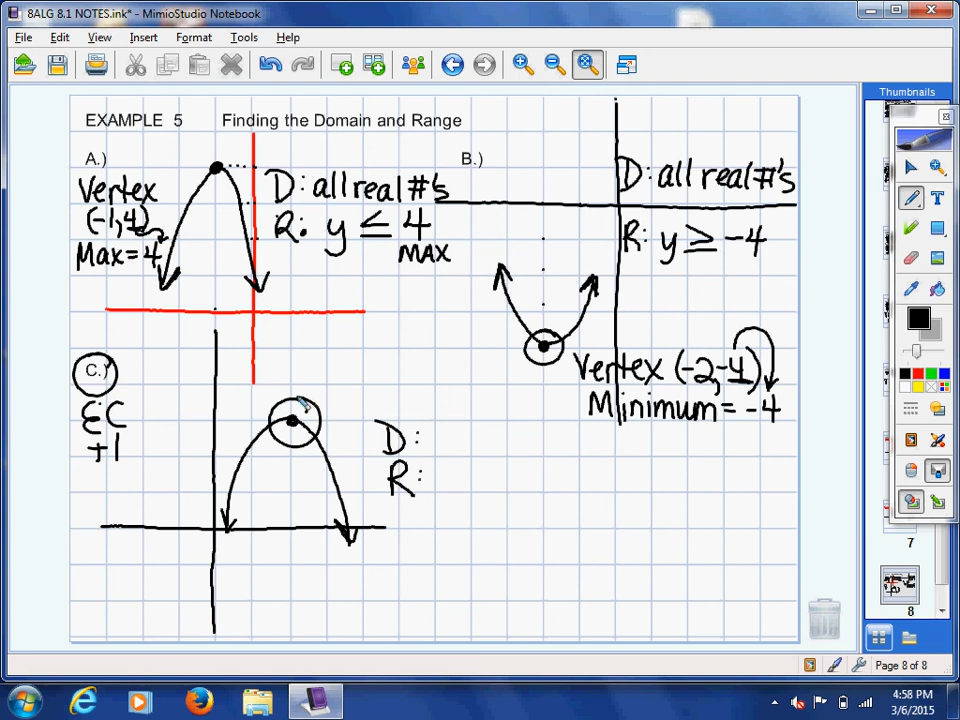 8ALG 8.1 NOTES.ink* - MimioStudio Notebook
File Edit View Insert Format Tools Help
Thumbnails
EXAMPLE 5 Finding the Domain and Range
A.)
Vertex
(-1,4)
Max=4
D: all real #'s
R: y ≤ 4
MAX
B.)
D: all real #'s
R: y ≥ -4
Vertex (-2,-4)
Minimum = -4
C.)
EC
+1
D:
R:
T
7
8
Page 8 of 8
4:58 PM
3/6/2015